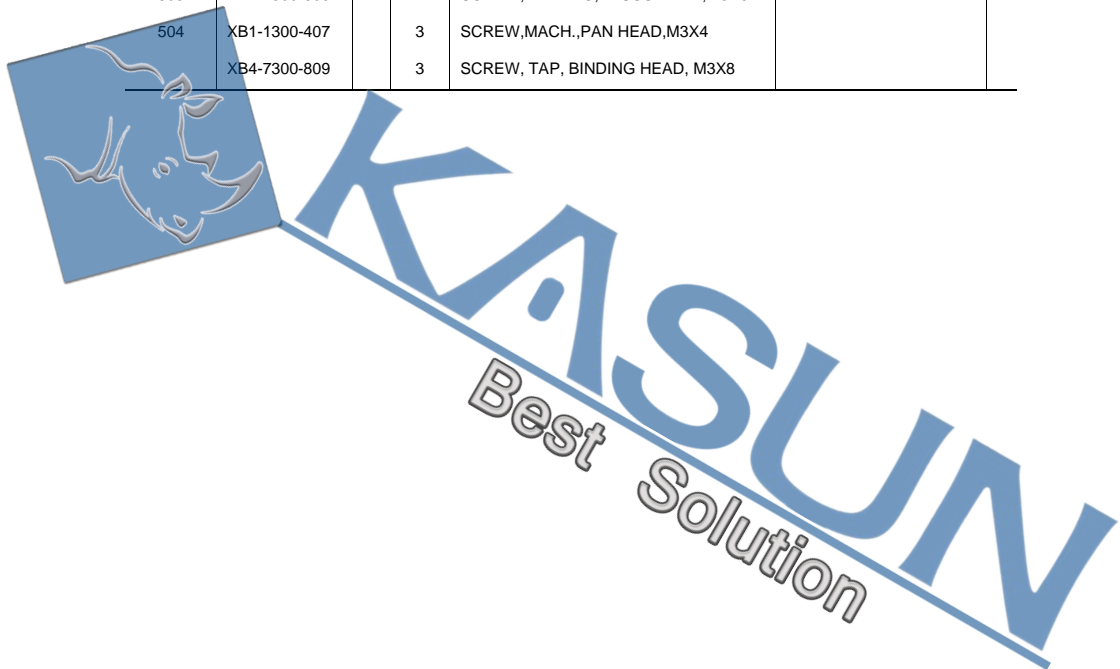 504 XB1-1300-407 3 SCREW,MACH.,PAN HEAD,M3X4
XB4-7300-809 3 SCREW, TAP, BINDING HEAD, M3X8
KASUN
Best Solution